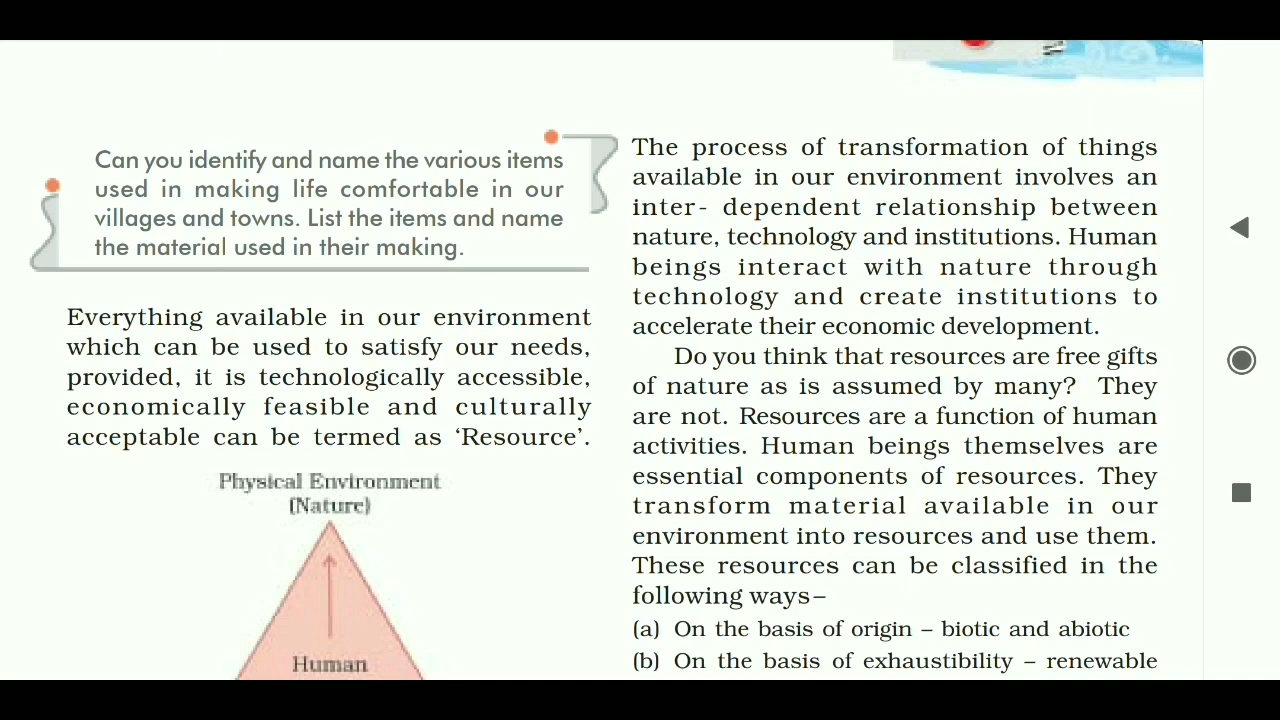 Can you identify and name the various items
used in making life comfortable in our
villages and towns. List the items and name
the material used in their making.
Everything available in our environment
which can be used to satisfy our needs,
provided, it is technologically accessible,
economically feasible and culturally
acceptable can be termed as ‘Resource’.
Physical Environment
(Nature)
Human
The process of transformation of things
available in our environment involves an
inter- dependent relationship between
nature, technology and institutions. Human
beings interact with nature through
technology and create institutions to
accelerate their economic development.
Do you think that resources are free gifts
of nature as is assumed by many? They
are not. Resources are a function of human
activities. Human beings themselves are
essential components of resources. They
transform material available in our
environment into resources and use them.
These resources can be classified in the
following ways–
(a) On the basis of origin – biotic and abiotic
(b) On the basis of exhaustibility – renewable